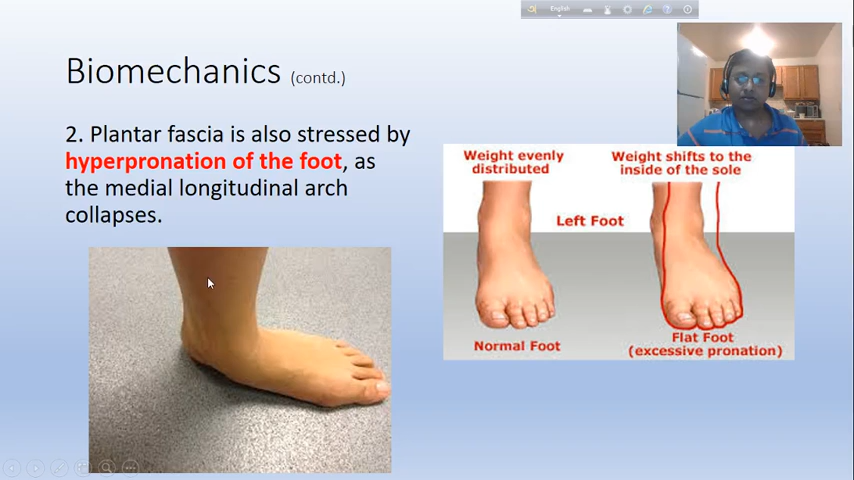 English
Biomechanics (contd.)
2. Plantar fascia is also stressed by
hyperpronation of the foot, as
the medial longitudinal arch
collapses.
Weight evenly
distributed
Weight shifts to the
inside of the sole
Left Foot
Normal Foot
Flat Foot
(excessive pronation)